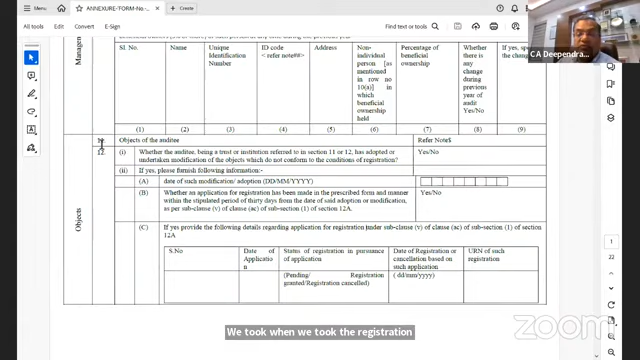 ANNEXURE-FORM-No-...
All tools
Edit
Convert
E-Sign
Find text or tools
CA Deependra...
Managem
Sl. No.
Name
Unique Identification Number
ID code < refer note##>
Address
Non-individual person [as mentioned in row no 10(a)] in which beneficial ownership held
Percentage of beneficial ownership
Whether there is any change during previous year of audit Yes/No
If yes, spe
the change
(1)
(2)
(3)
(4)
(5)
(6)
(7)
(8)
(9)
Objects
Objects of the auditee
Refer Note$
12.
(i)
Whether the auditee, being a trust or institution referred to in section 11 or 12, has adopted or
undertaken modification of the objects which do not conform to the conditions of registration?
Yes/No
(ii)
If yes, please furnish following information:-
(A)
date of such modification/ adoption (DD/MM/YYYY)
(B)
Whether an application for registration has been made in the prescribed form and manner
within the stipulated period of thirty days from the date of said adoption or modification,
as per sub-clause (v) of clause (ac) of sub-section (1) of section 12A.
Yes/No
(C)
If yes provide the following details regarding application for registration under sub-clause (v) of clause (ac) of sub-section (1) of section
12A
S.No
Date of Applicatio n
Status of registration in pursuance of application
Date of Registration or cancellation based on such application
URN of such registration
(Pending/ Registration granted/Registration cancelled)
( dd/mm/yyyy)
1
22
We took when we took the registration
zoom